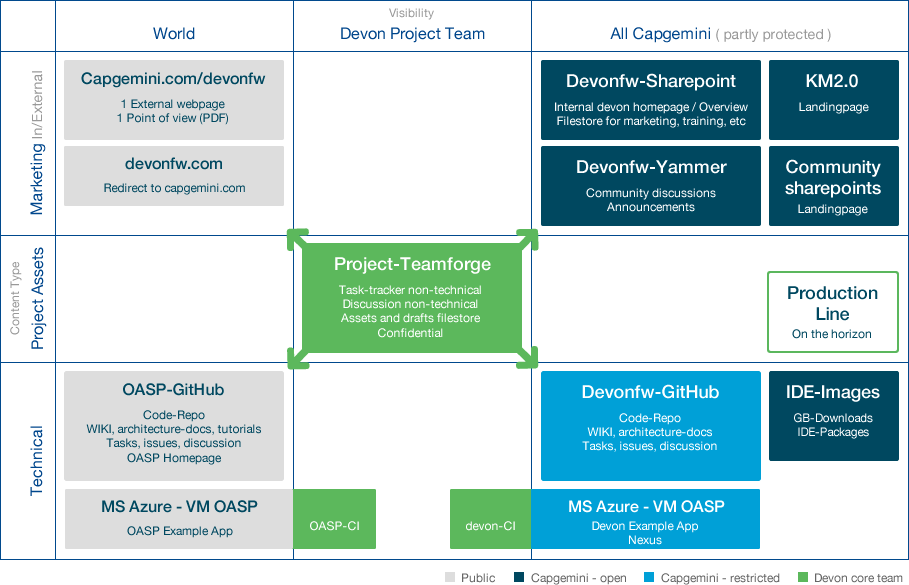 Visibility
World
Devon Project Team
All Capgemini ( partly protected )
Content Type
Marketing In/External
Capgemini.com/devonfw
1 External webpage
1 Point of view (PDF)
devonfw.com
Redirect to capgemini.com
Devonfw-Sharepoint
Internal devon homepage / Overview
Filestore for marketing, training, etc
KM2.0
Landingpage
Devonfw-Yammer
Community discussions
Announcements
Community
sharepoints
Landingpage
Project Assets
Project-Teamforge
Task-tracker non-technical
Discussion non-technical
Assets and drafts filestore
Confidential
Production
Line
On the horizon
Technical
OASP-GitHub
Code-Repo
WIKI, architecture-docs, tutorials
Tasks, issues, discussion
OASP Homepage
Devonfw-GitHub
Code-Repo
WIKI, architecture-docs
Tasks, issues, discussion
IDE-Images
GB-Downloads
IDE-Packages
MS Azure - VM OASP
OASP Example App
OASP-CI
devon-CI
MS Azure - VM OASP
Devon Example App
Nexus
Public
Capgemini - open
Capgemini - restricted
Devon core team